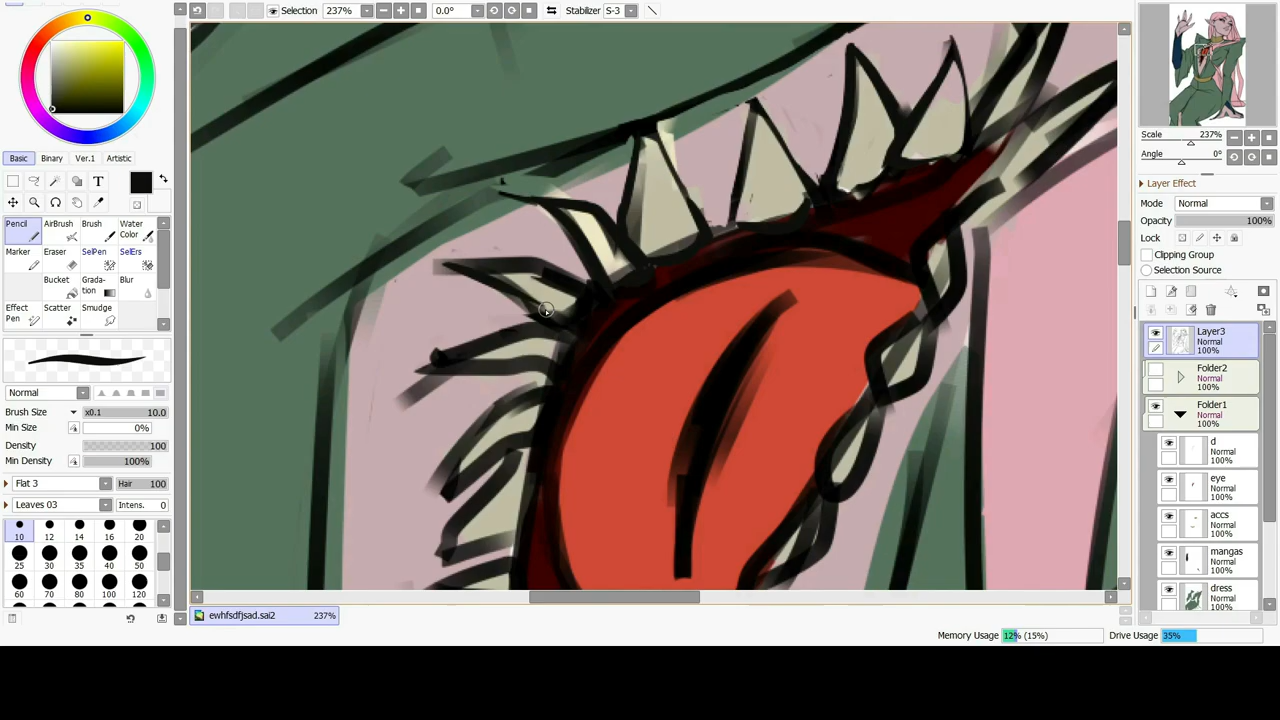 Selection 237% 0.0° Stabilizer S-3
Basic Binary Ver.1 Artistic
T
Pencil AirBrush Brush Water Color
Marker Eraser SelPen SelErs
Bucket Gradation Blur
Effect Pen Scatter Smudge
Normal
Brush Size x0.1 10.0
Min Size 0%
Density 100
Min Density 100%
Flat 3 Hair 100
Leaves 03 Intens. 0
10 12 14 16 20
25 30 35 40 50
60 70 80 100 120
ewhfsdfjsad.sai2 237%
Memory Usage 12% (15%) Drive Usage 35%
Scale 237%
Angle 0°
Layer Effect
Mode Normal
Opacity 100%
Lock
Clipping Group
Selection Source
Layer3
Normal
100%
Folder2
Normal
100%
Folder1
Normal
100%
d
Normal
100%
eye
Normal
100%
accs
Normal
100%
mangas
Normal
100%
dress
Normal
100%